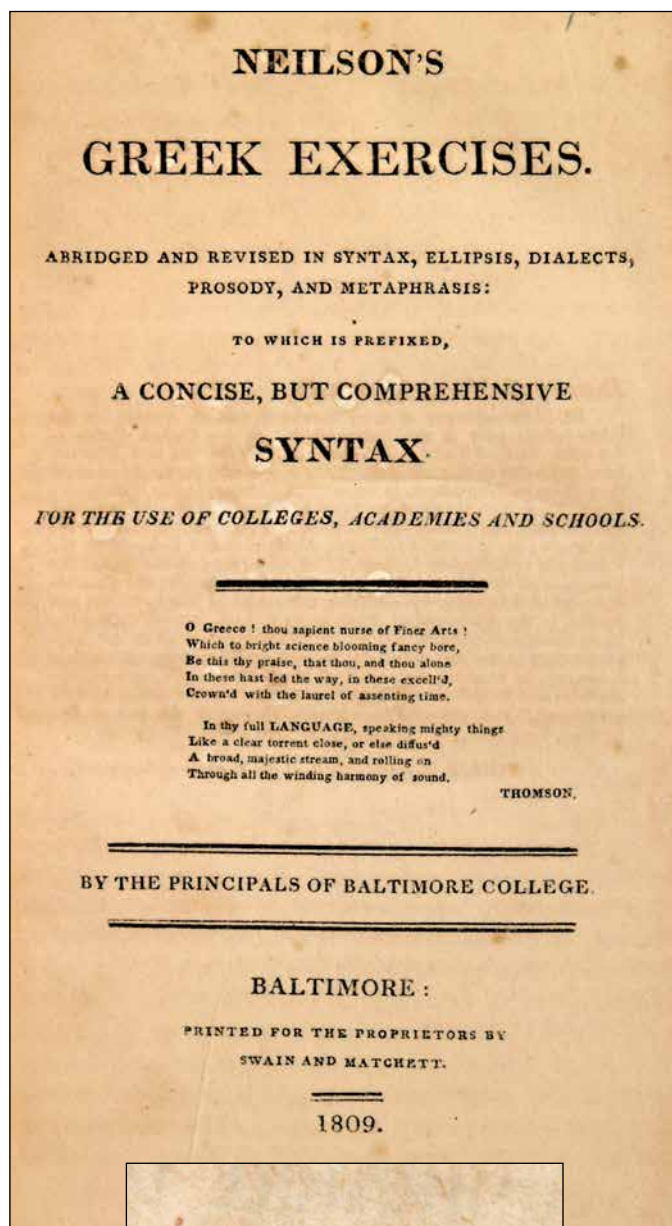 NEILSON'S
GREEK EXERCISES.
ABRIDGED AND REVISED IN SYNTAX, ELLIPSIS, DIALECTS,
PROSODY, AND METAPHRASIS:
TO WHICH IS PREFIXED,
A CONCISE, BUT COMPREHENSIVE
SYNTAX
FOR THE USE OF COLLEGES, ACADEMIES AND SCHOOLS.
O Greece ! thou sapient nurse of Finer Arts !
Which to bright science blooming fancy bore,
Be this thy praise, that thou, and thou alone
In these hast led the way, in these excell'd,
Crown'd with the laurel of assenting time.
In thy full LANGUAGE, speaking mighty things
Like a clear torrent close, or else diffus'd
A broad, majestic stream, and rolling on
Through all the winding harmony of sound.
THOMSON.
BY THE PRINCIPALS OF BALTIMORE COLLEGE.
BALTIMORE :
PRINTED FOR THE PROPRIETORS BY
SWAIN AND MATCHETT.
1809.